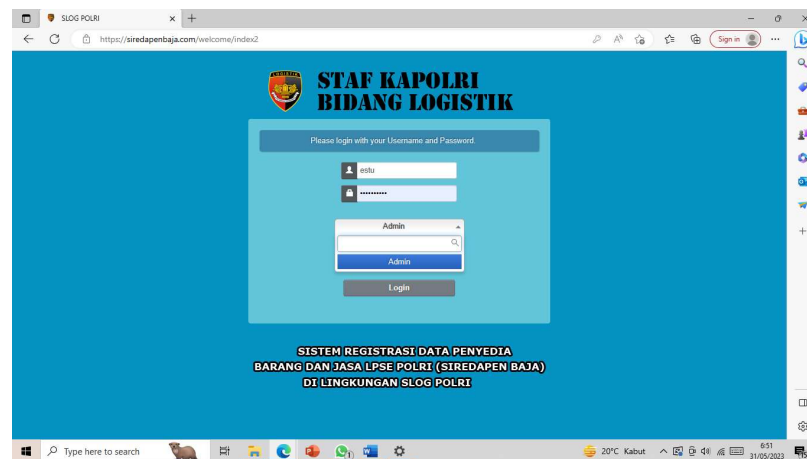 SLOG POLRI
https://siredapenbaja.com/welcome/index2
Sign in
LOGISTIK
STAF KAPOLRI
BIDANG LOGISTIK
Please login with your Username and Password.
estu
Admin
Admin
Login
SISTEM REGISTRASI DATA PENYEDIA
BARANG DAN JASA LPSE POLRI (SIREDAPEN BAJA)
DI LINGKUNGAN SLOG POLRI
Type here to search
20°C Kabut
6:51
31/05/2023